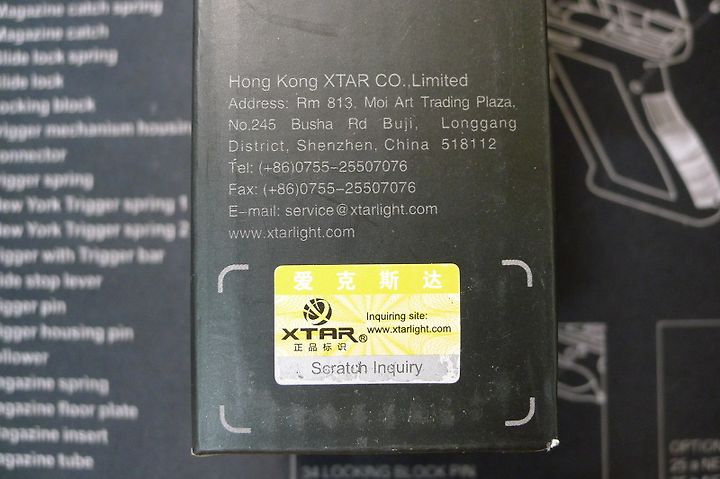 Hong Kong XTAR CO.,Limited
Address: Rm 813, Moi Art Trading Plaza,
No.245 Busha Rd Buji, Longgang
District, Shenzhen, China 518112
Tel: (+86)0755-25507076
Fax: (+86)0755-25507076
E-mail: service@xtarlight.com
www.xtarlight.com
爱克斯达
XTAR®
正品标识
Inquiring site:
www.xtarlight.com
Scratch Inquiry
Magazine catch spring
Magazine catch
Slide lock spring
Slide lock
Locking block
Trigger mechanism housing
Connector
Trigger spring
New York Trigger spring 1
New York Trigger spring 2
Trigger with Trigger bar
Slide stop lever
Trigger pin
Trigger housing pin
Follower
Magazine spring
Magazine floor plate
Magazine insert
Magazine tube
34 LOCKING BLOCK PIN
OPTION